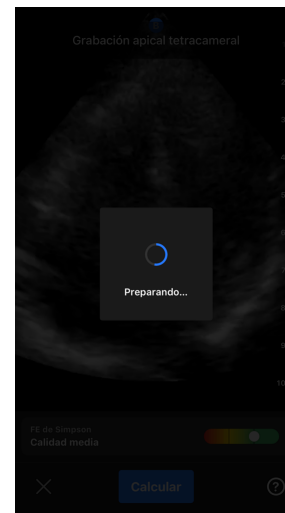 Grabación apical tetracameral
Preparando...
FE de Simpson
Calidad media
Calcular
?